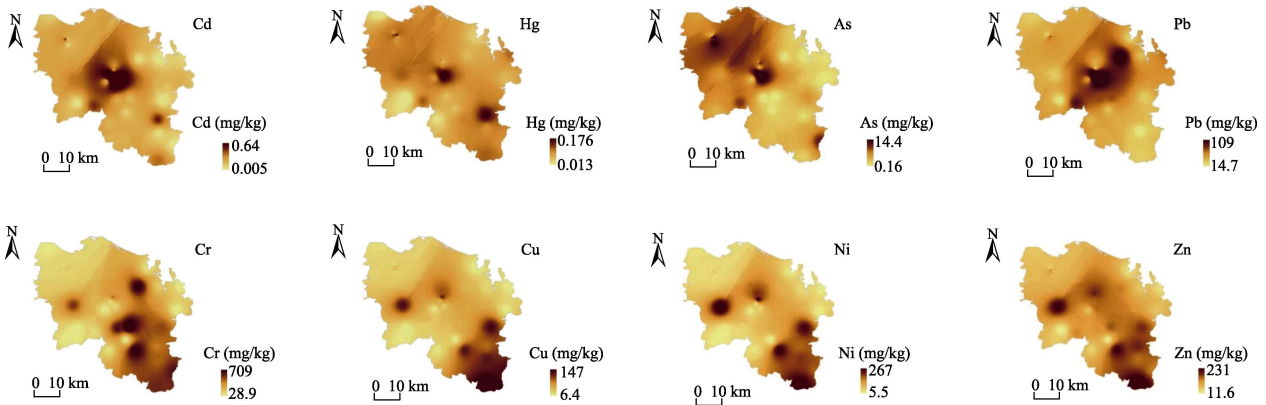 N
Cd
Cd (mg/kg)
0.64
0.005
0 10 km
N
Hg
Hg (mg/kg)
0.176
0.013
0 10 km
N
As
As (mg/kg)
14.4
0.16
0 10 km
N
Pb
Pb (mg/kg)
109
14.7
0 10 km
N
Cr
Cr (mg/kg)
709
28.9
0 10 km
N
Cu
Cu (mg/kg)
147
6.4
0 10 km
N
Ni
Ni (mg/kg)
267
5.5
0 10 km
N
Zn
Zn (mg/kg)
231
11.6
0 10 km